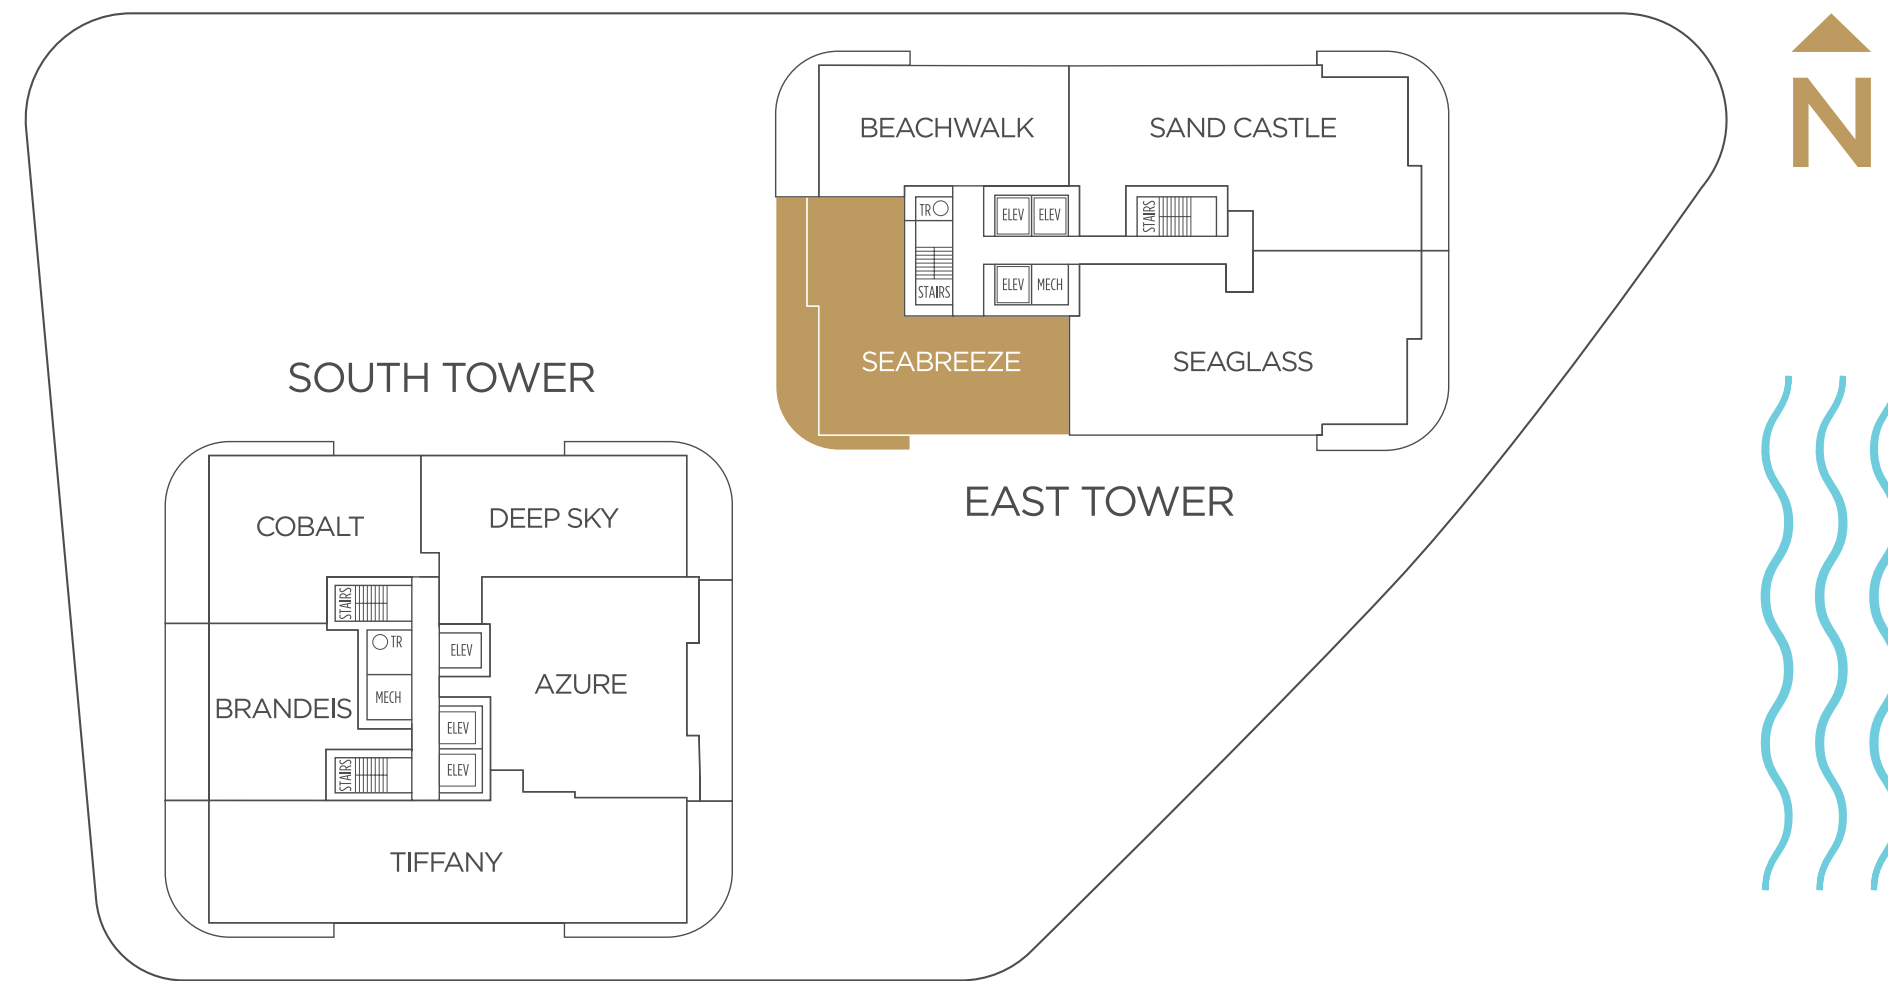 N
BEACHWALK
SAND CASTLE
TR
ELEV
ELEV
STAIRS
STAIRS
ELEV
MECH
SEABREEZE
SEAGLASS
EAST TOWER
SOUTH TOWER
COBALT
DEEP SKY
STAIRS
TR
ELEV
MECH
BRANDEIS
AZURE
ELEV
ELEV
STAIRS
TIFFANY